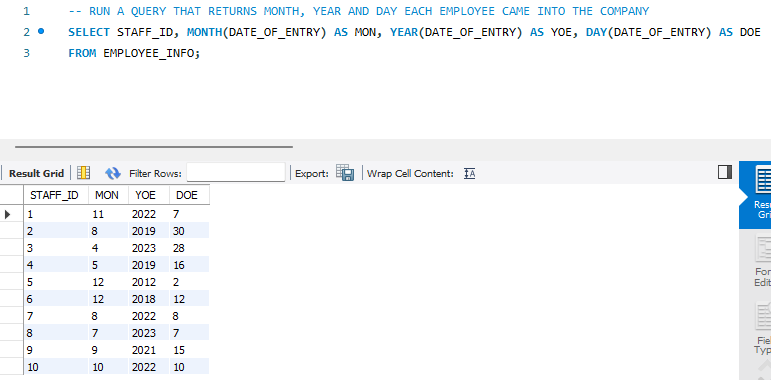 1 -- RUN A QUERY THAT RETURNS MONTH, YEAR AND DAY EACH EMPLOYEE CAME INTO THE COMPANY
2 SELECT STAFF_ID, MONTH(DATE_OF_ENTRY) AS MON, YEAR(DATE_OF_ENTRY) AS YOE, DAY(DATE_OF_ENTRY) AS DOE
3 FROM EMPLOYEE_INFO;
Result Grid Filter Rows: Export: Wrap Cell Content:
STAFF_ID MON YOE DOE
1 11 2022 7
2 8 2019 30
3 4 2023 28
4 5 2019 16
5 12 2012 2
6 12 2018 12
7 8 2022 8
8 7 2023 7
9 9 2021 15
10 10 2022 10
Resu
Gri
For
Edit
Fie
Typ